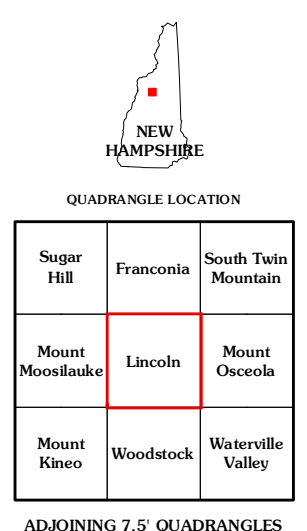 NEW
HAMPSHIRE
QUADRANGLE LOCATION
Sugar
Hill
Franconia
South Twin
Mountain
Mount
Moosilauke
Lincoln
Mount
Osceola
Mount
Kineo
Woodstock
Waterville
Valley
ADJOINING 7.5' QUADRANGLES